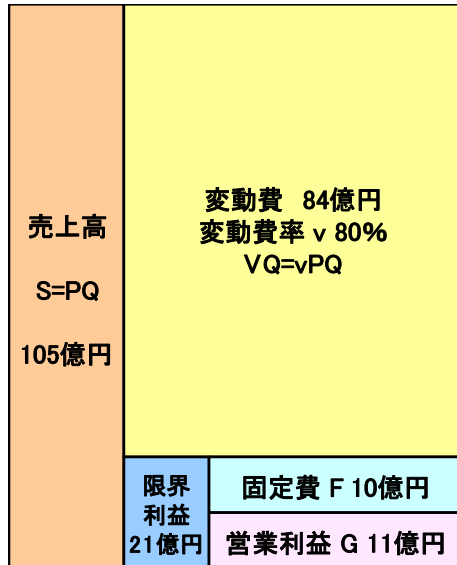 売上高
S=PQ
105億円
変動費 84億円
変動費率 v 80%
VQ=vPQ
限界
利益
21億円
固定費 F 10億円
営業利益 G 11億円